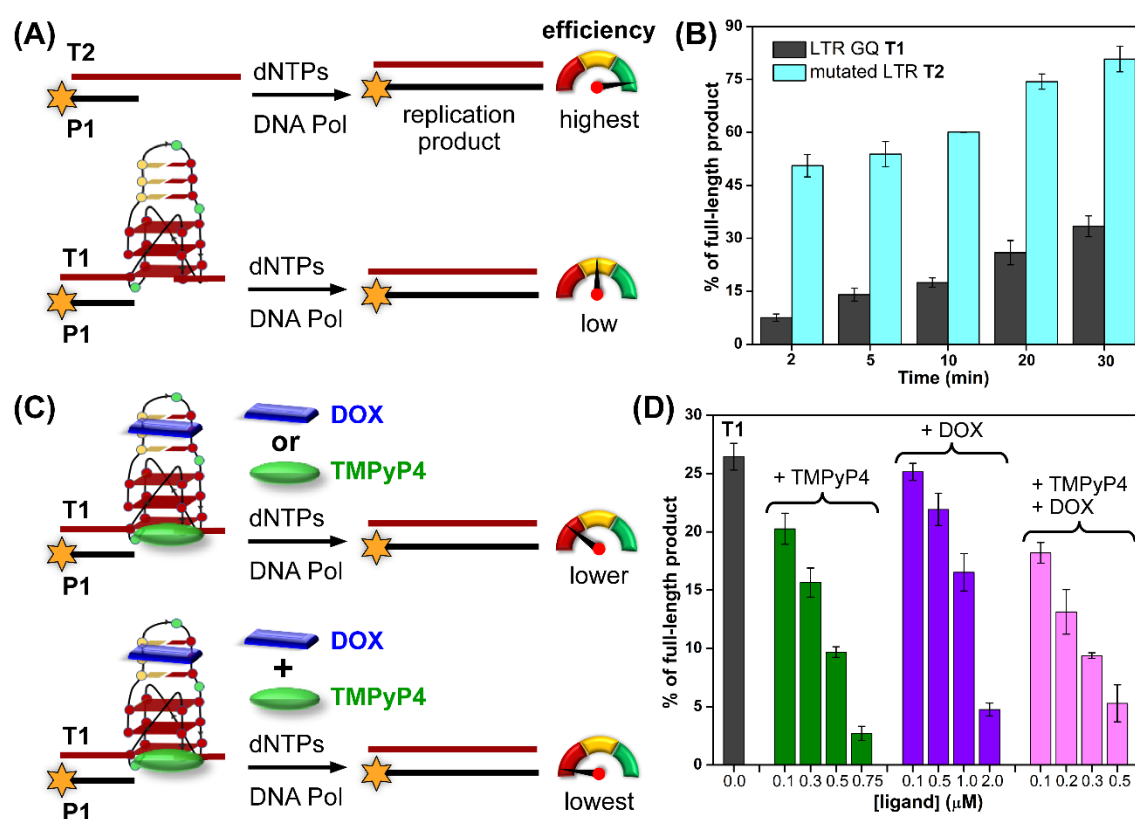 (A)
T2
P1
dNTPs
DNA Pol
replication
product
efficiency
highest
T1
P1
dNTPs
DNA Pol
low
(B)
LTR GQ T1
mutated LTR T2
% of full-length product
90
75
60
45
30
15
0
2 5 10 20 30
Time (min)
(C)
DOX
or
TMPyP4
T1
P1
dNTPs
DNA Pol
lower
DOX
+
TMPyP4
T1
P1
dNTPs
DNA Pol
lowest
(D)
% of full-length product
30
25
20
15
10
5
0
T1
+ TMPyP4
+ DOX
+ TMPyP4
+ DOX
0.0 0.1 0.3 0.5 0.75 0.1 0.5 1.0 2.0 0.1 0.2 0.3 0.5
[ligand] (μM)